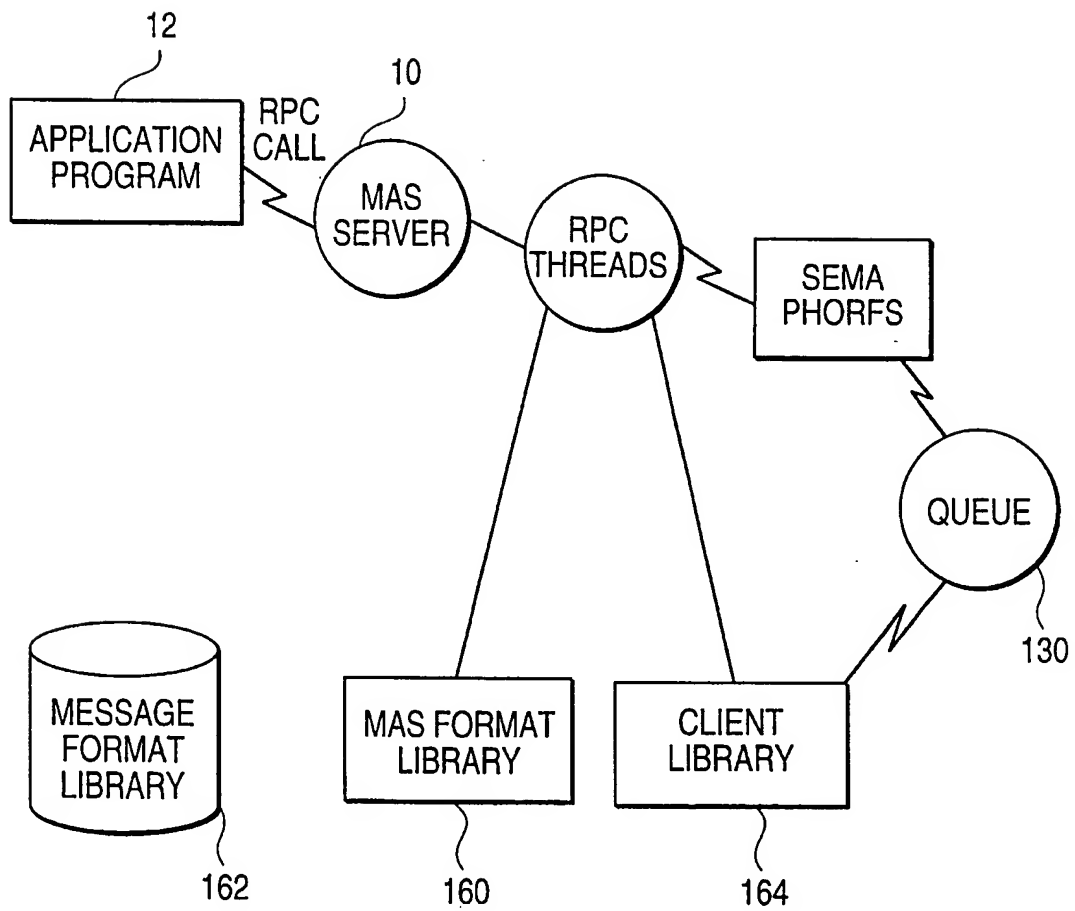 12
10
APPLICATION
PROGRAM
RPC
CALL
MAS
SERVER
RPC
THREADS
SEMA
PHORFS
QUEUE
130
MESSAGE
FORMAT
LIBRARY
MAS FORMAT
LIBRARY
CLIENT
LIBRARY
162
160
164